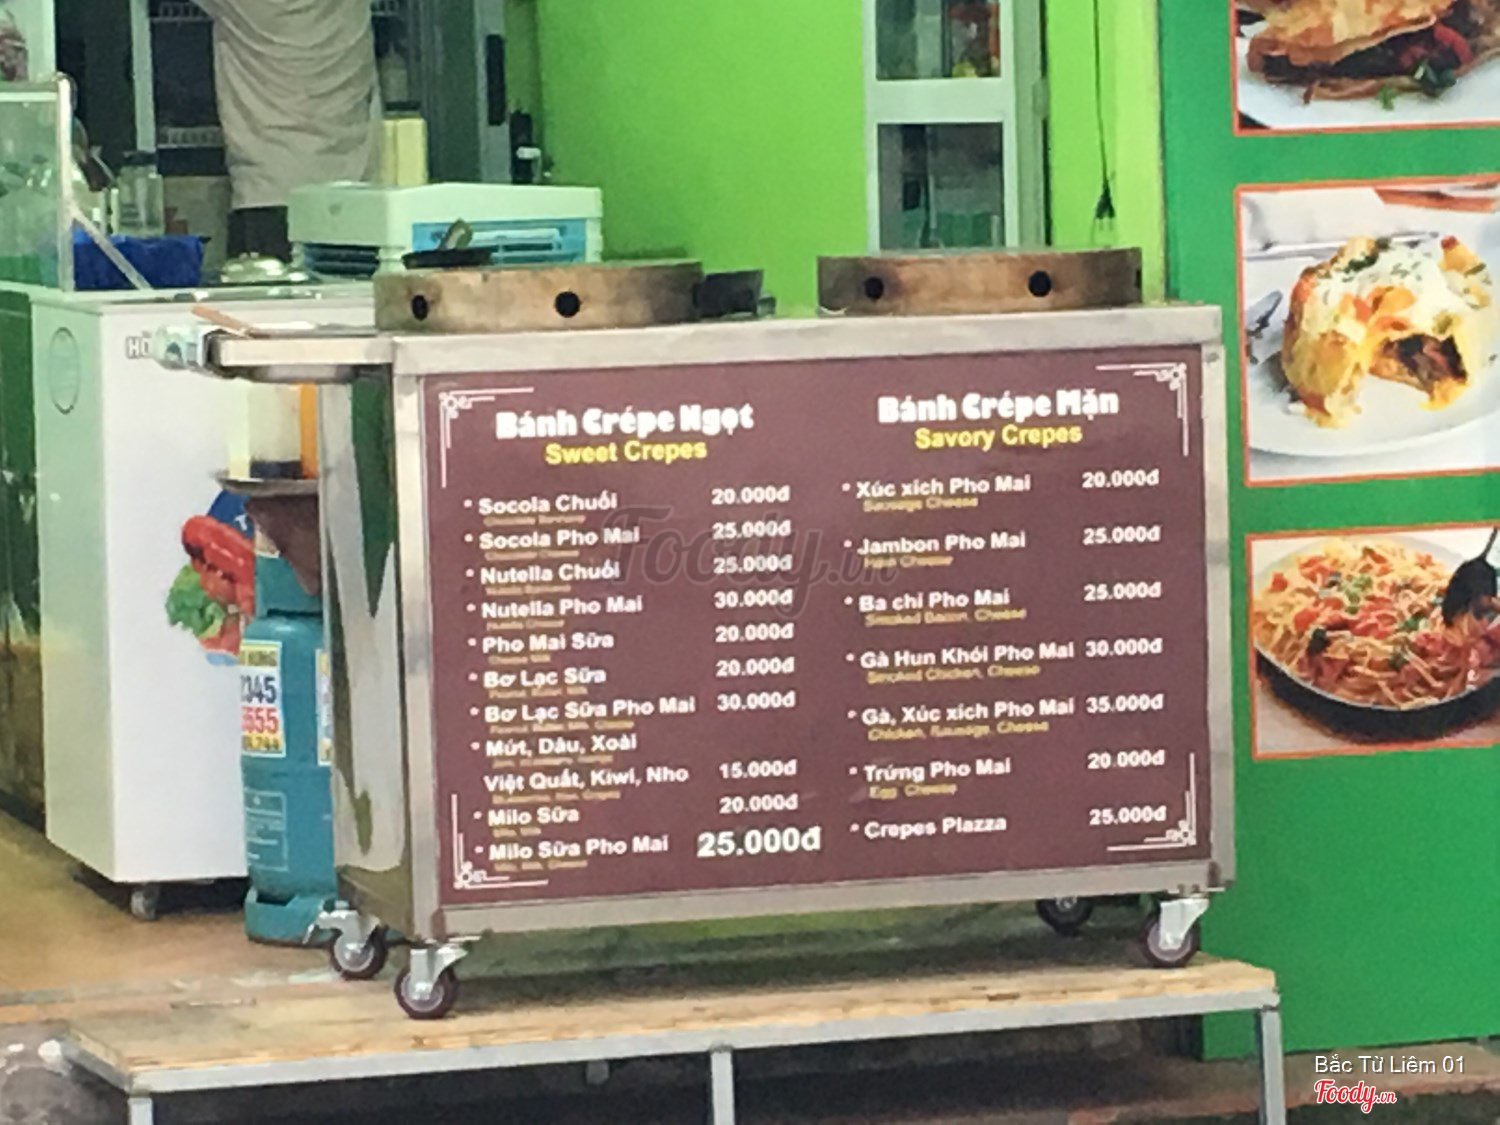 Bánh Crépe Ngọt
Sweet Crepes
* Socola Chuối 20.000đ
* Socola Pho Mai 25.000đ
* Nutella Chuối 25.000đ
* Nutella Pho Mai 30.000đ
* Pho Mai Sữa 20.000đ
* Bơ Lạc Sữa 20.000đ
* Bơ Lạc Sữa Pho Mai 30.000đ
* Mứt, Dâu, Xoài
Việt Quất, Kiwi, Nho 15.000đ
* Milo Sữa 20.000đ
* Milo Sữa Pho Mai 25.000đ
Bánh Crépe Mặn
Savory Crepes
* Xúc xích Pho Mai 20.000đ
Sausage Cheese
* Jambon Pho Mai 25.000đ
Ham Cheese
* Ba chỉ Pho Mai 25.000đ
Smoked Bacon, Cheese
* Gà Hun Khói Pho Mai 30.000đ
Smoked Chicken, Cheese
* Gà, Xúc xích Pho Mai 35.000đ
Chicken, Sausage, Cheese
* Trứng Pho Mai 20.000đ
Egg Cheese
* Crepes Plazza 25.000đ
Foody.vn
2345
Bắc Từ Liêm 01
Foody.vn